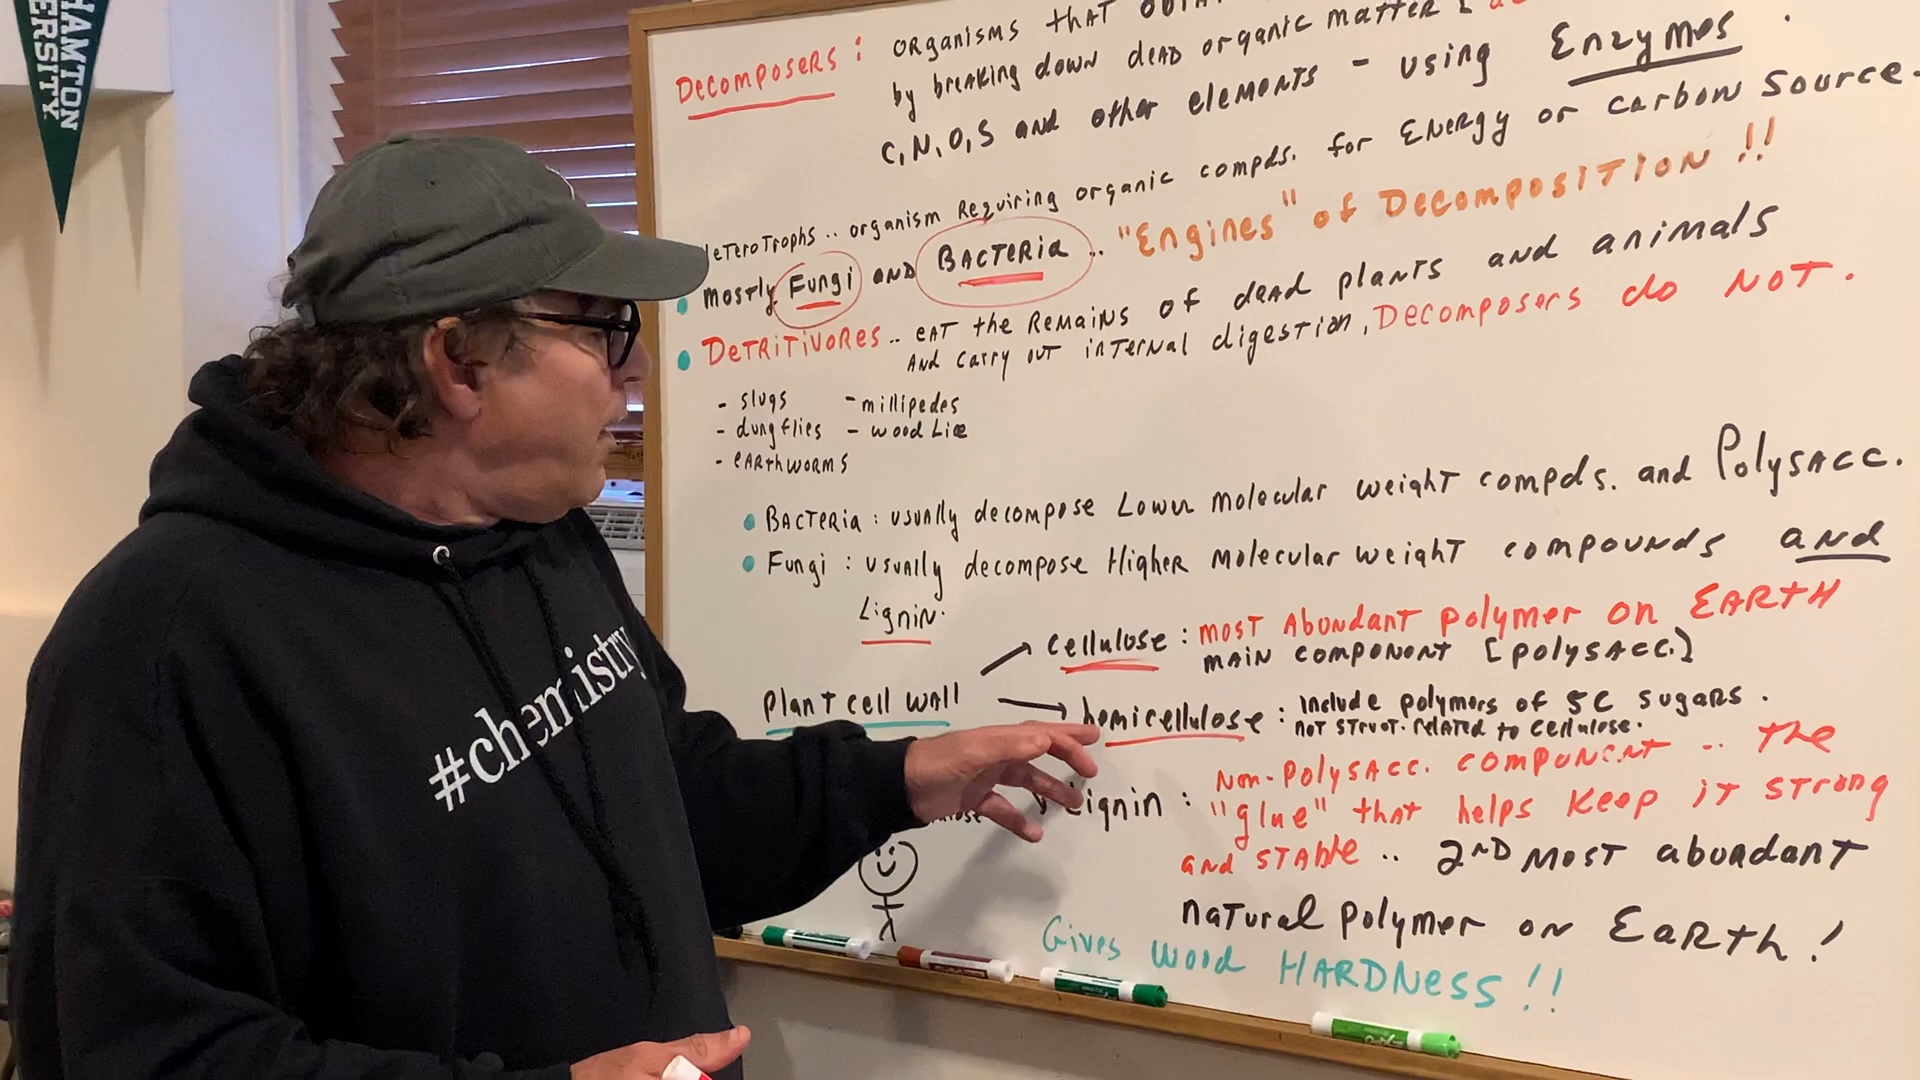 HAMTON
ERSITY
Decomposers : organisms that
by breaking down dead organic matter [
C, N, O, S and other elements - using Enzymes .
HeteroTrophs .. organism Requiring organic compds. for Energy or carbon source.
mostly Fungi and BACTERia .. "Engines" of DecomposiTION !!
DeTRiTiVORes .. eat the Remains of dead plants and animals
And carry out internal digestion, Decomposers do NOT.
- slugs - millipedes
- dungflies - wood Lice
- eARthworms
BACTERia : usually decompose Lower molecular weight compds. and PolysAcc.
Fungi : usually decompose Higher molecular weight compounds and
Lignin.
Plant cell wall
cellulose : most Abundant polymer on EARTH
main component [polysacc.]
hemicellulose : include polymers of 5C sugars .
not struct. related to cellulose.
Lignin : Non-Polysacc. component .. the
"glue" that helps keep it strong
and stable .. 2nd most abundant
natural polymer on Earth !
Gives wood HARDNess !!
#chemistry